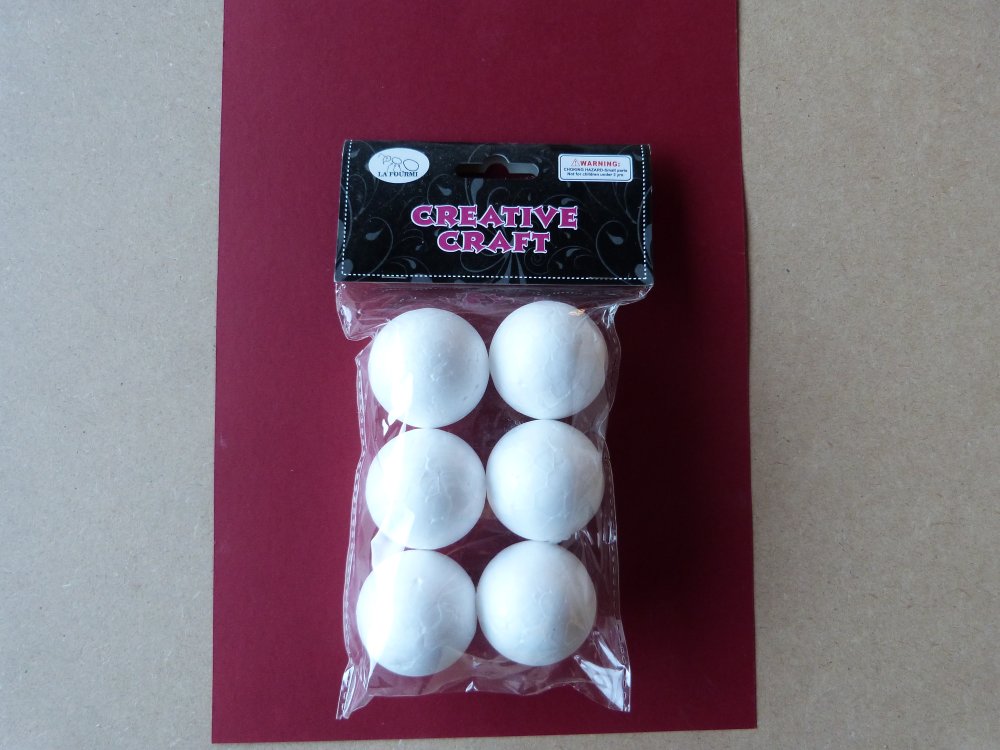 LA FOURMI
WARNING:
CHOKING HAZARD-Small parts
Not for children under 3 yrs.
CREATIVE
CRAFT